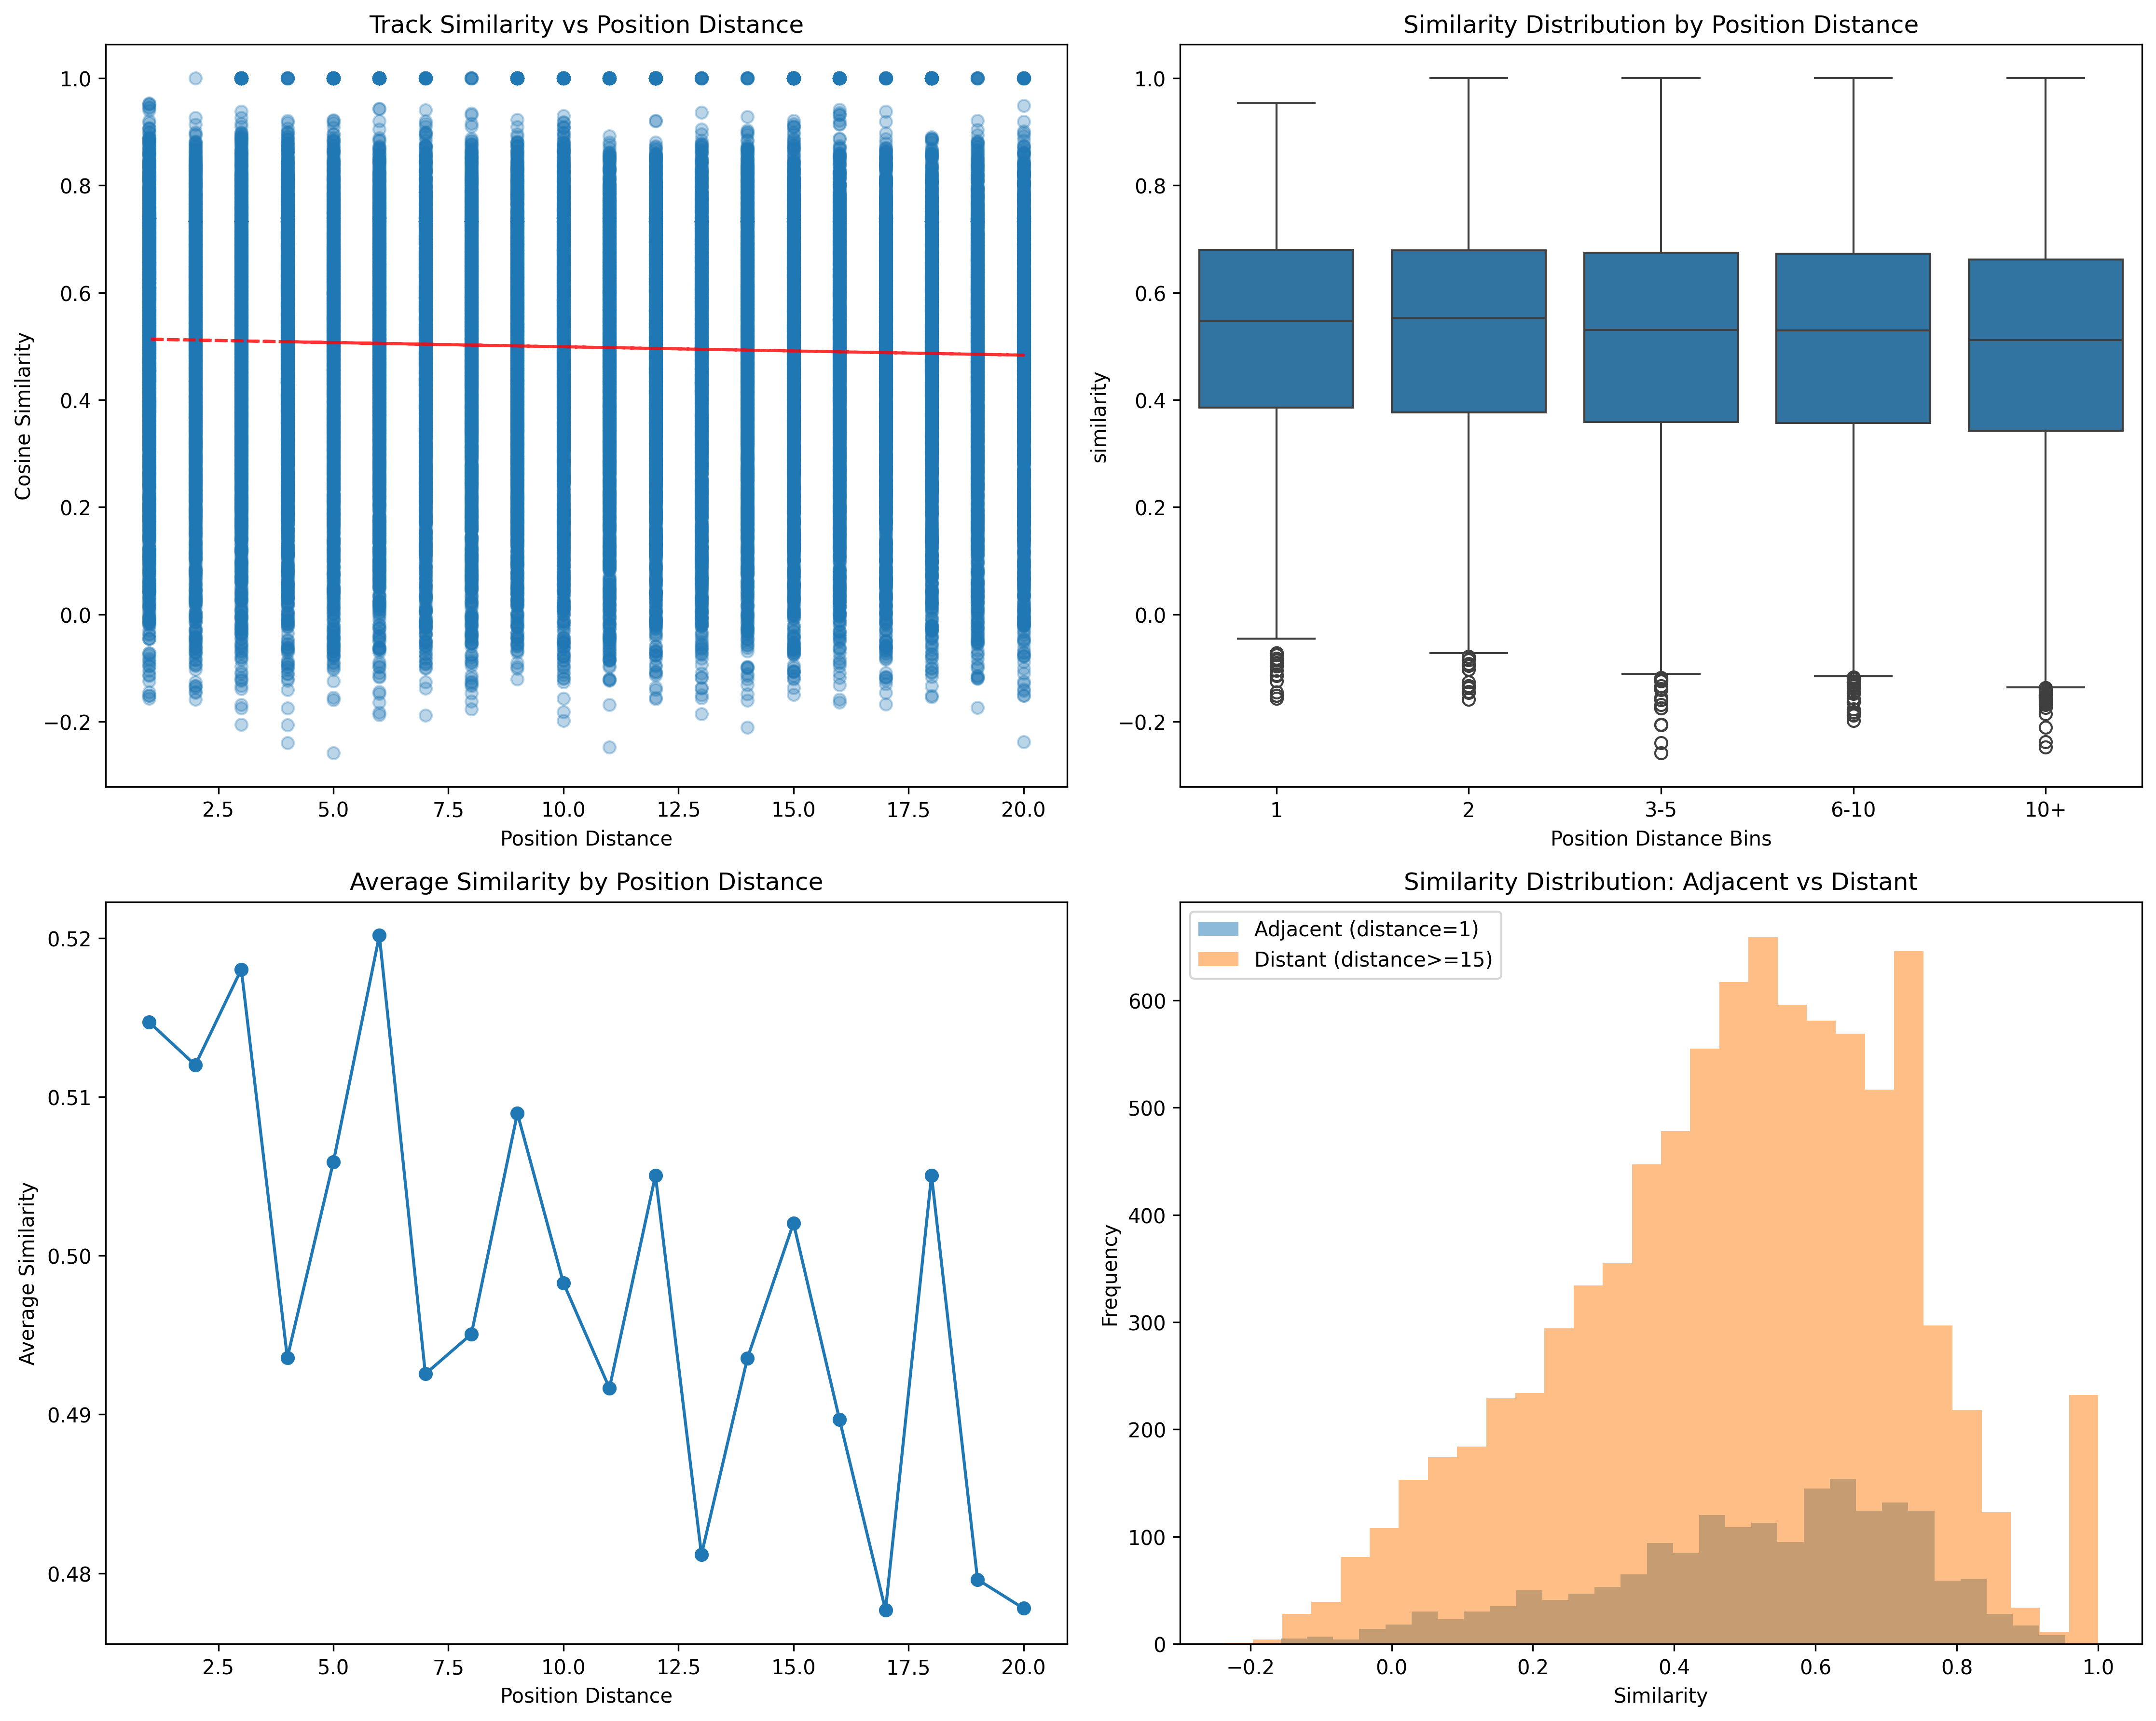 Track Similarity vs Position Distance
1.0
0.8
0.6
0.4
0.2
0.0
−0.2
Cosine Similarity
2.5 5.0 7.5 10.0 12.5 15.0 17.5 20.0
Position Distance
Similarity Distribution by Position Distance
1.0
0.8
0.6
0.4
0.2
0.0
−0.2
similarity
1 2 3-5 6-10 10+
Position Distance Bins
Average Similarity by Position Distance
0.52
0.51
0.50
0.49
0.48
Average Similarity
2.5 5.0 7.5 10.0 12.5 15.0 17.5 20.0
Position Distance
Similarity Distribution: Adjacent vs Distant
Adjacent (distance=1)
Distant (distance>=15)
600
500
400
300
200
100
0
Frequency
−0.2 0.0 0.2 0.4 0.6 0.8 1.0
Similarity